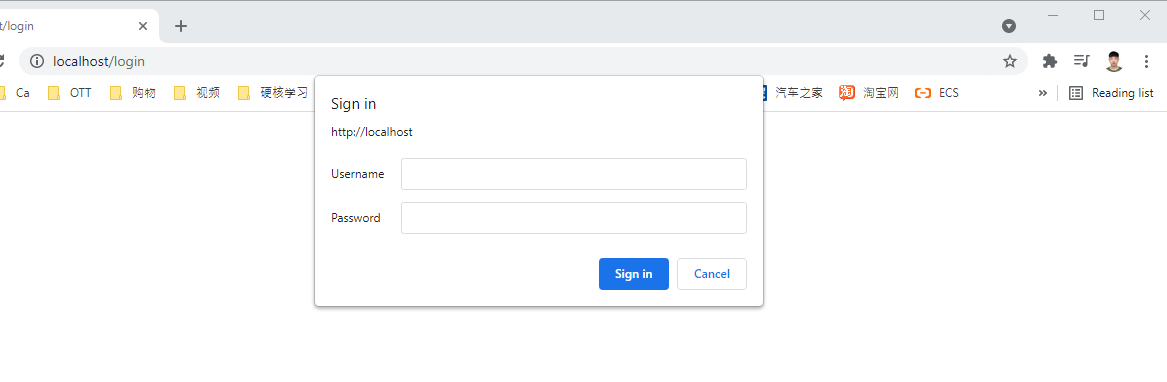 t/login
localhost/login
Ca OTT 购物 视频 硬核学习 汽车之家 淘 淘宝网 ECS » Reading list
Sign in
http://localhost
Username
Password
Sign in Cancel